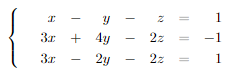 x − y − z = 1
3x + 4y − 2z = −1
3x − 2y − 2z = 1